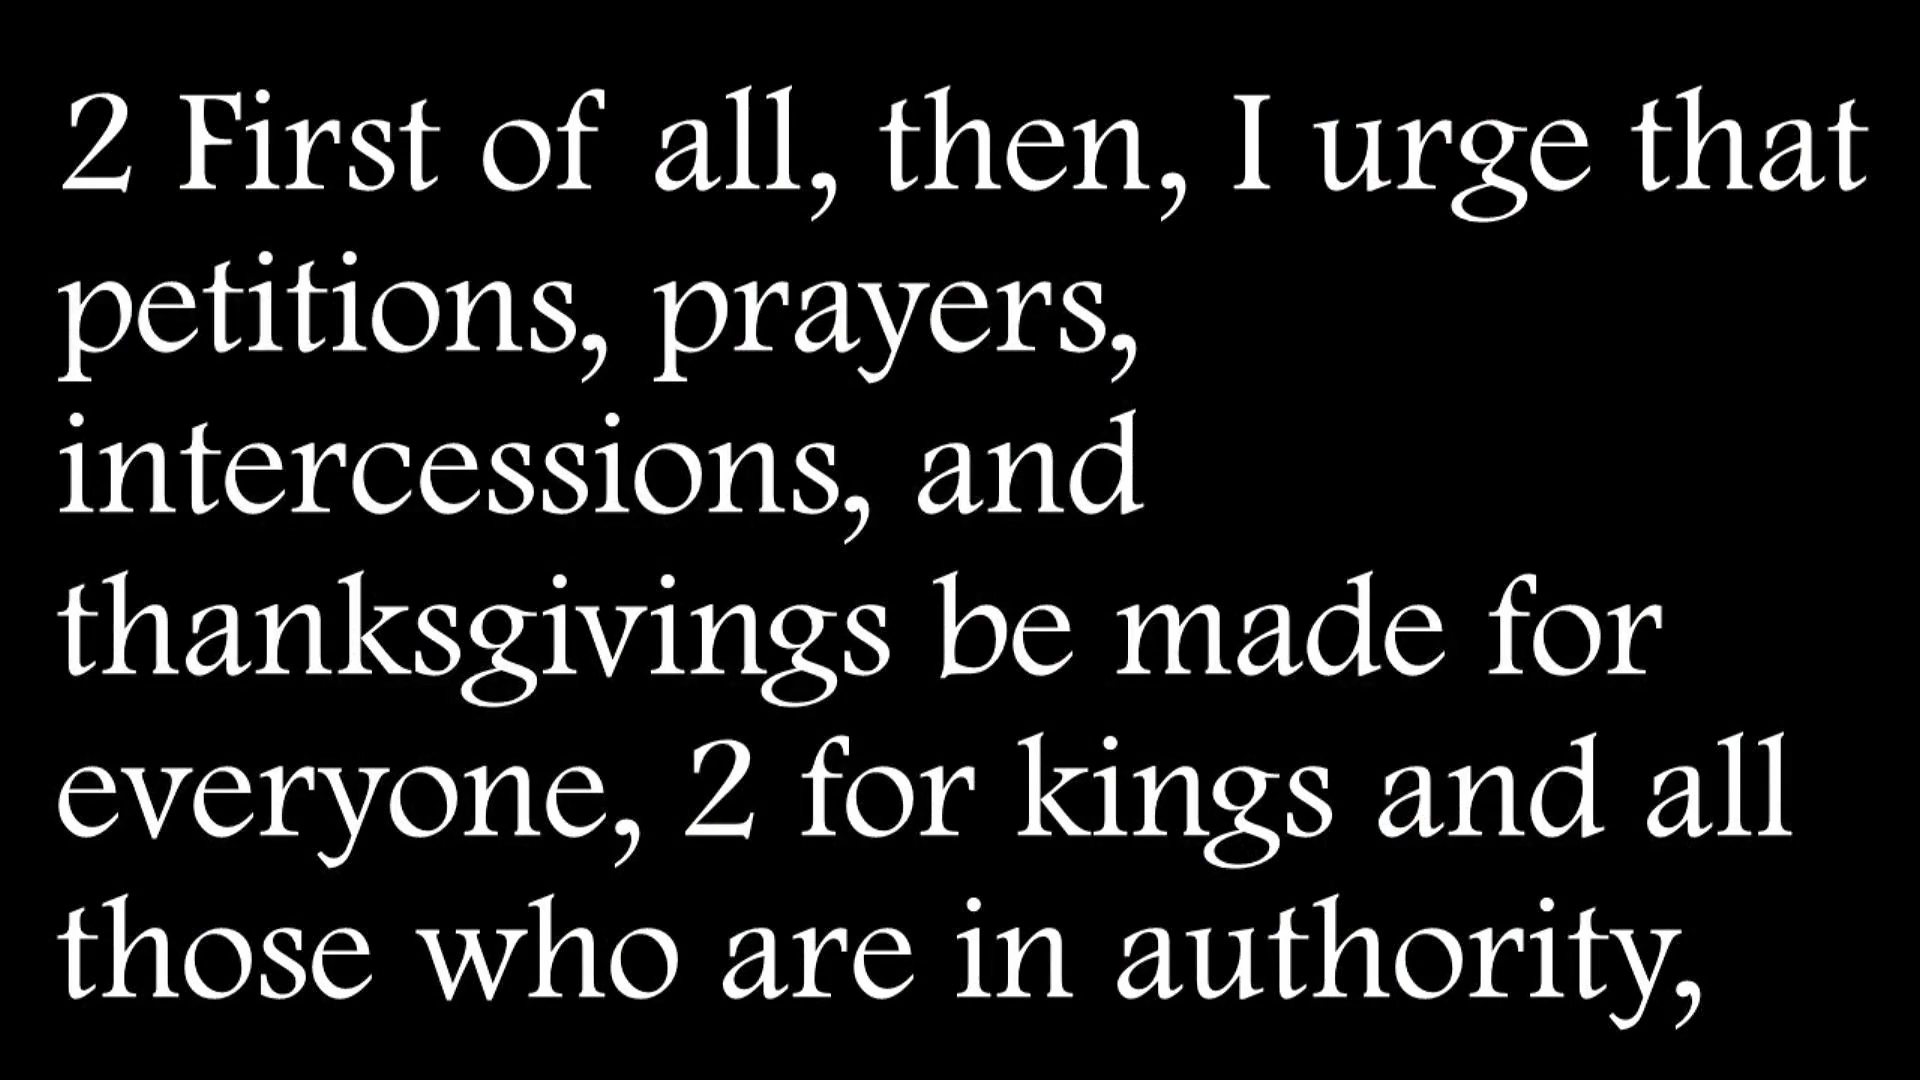 2 First of all, then, I urge that
petitions, prayers,
intercessions, and
thanksgivings be made for
everyone, 2 for kings and all
those who are in authority,